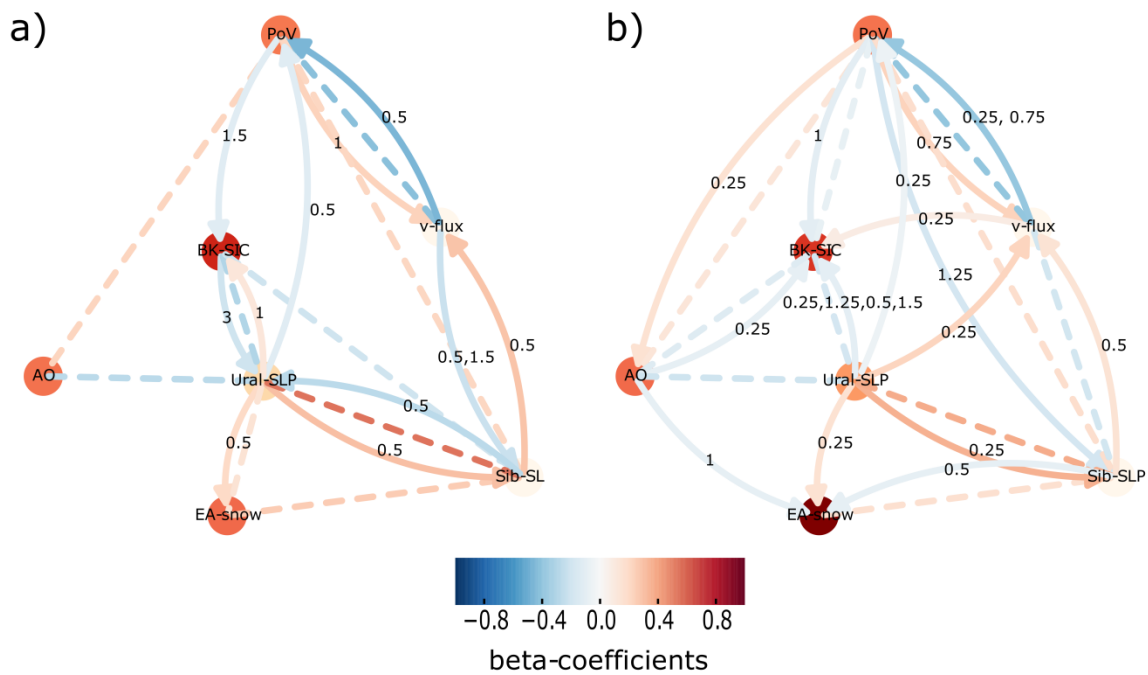 a)
PoV
0.5
1.5
1
0.5
v-flux
BK-SIC
3
1
0.5,1.5
0.5
AO
Ural-SLP
0.5
0.5
0.5
Sib-SL
EA-snow
b)
PoV
0.25, 0.75
1
0.75
0.25
0.25
0.25
v-flux
BK-SIC
1.25
0.25,1.25,0.5,1.5
0.25
0.25
0.5
AO
Ural-SLP
0.25
0.25
1
0.5
Sib-SLP
EA-snow
−0.8 −0.4 0.0 0.4 0.8
beta-coefficients